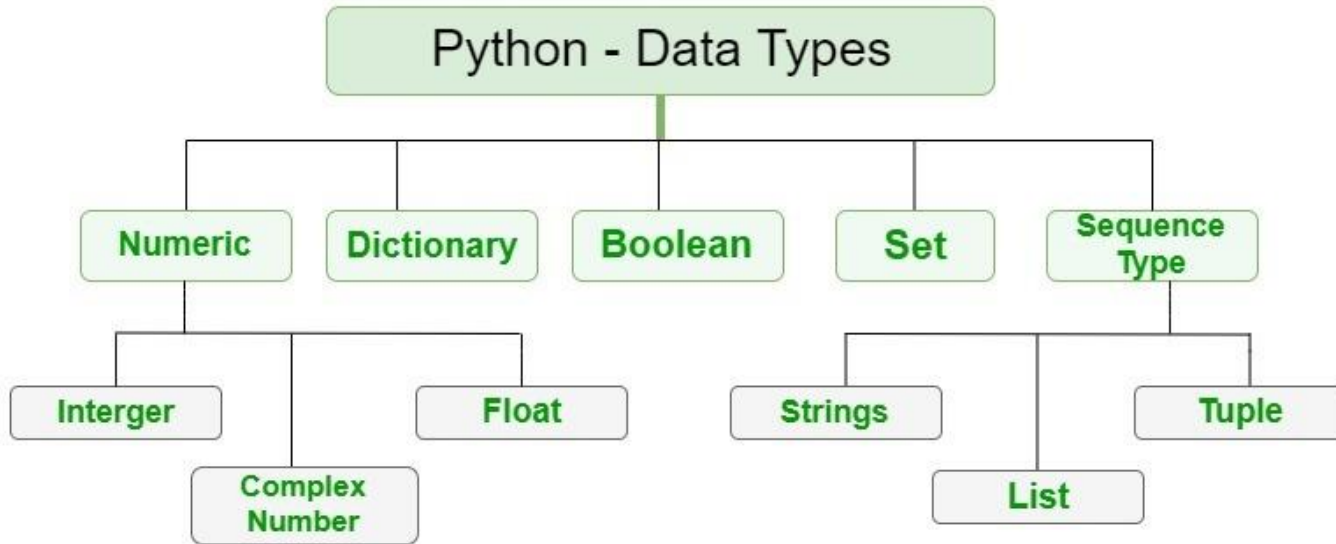 Python - Data Types
Numeric
Dictionary
Boolean
Set
Sequence
Type
Interger
Float
Strings
Tuple
Complex
Number
List